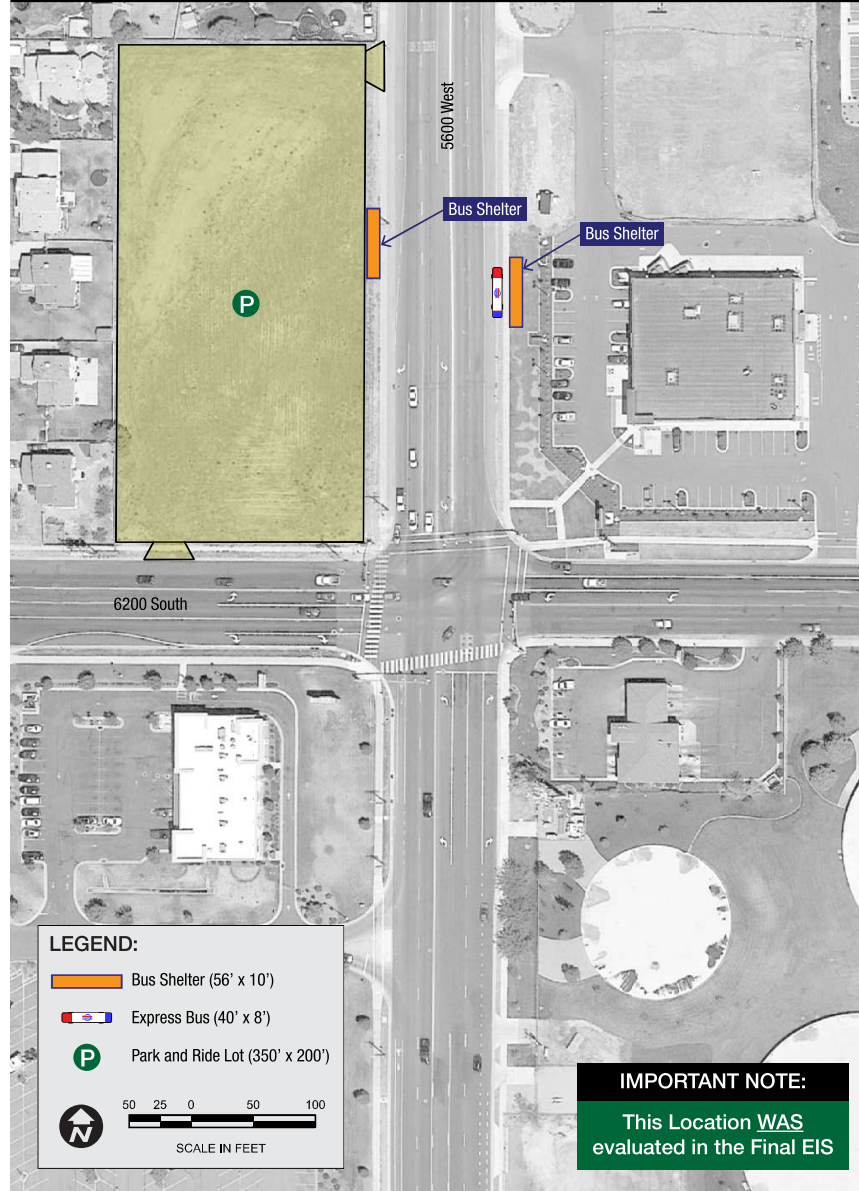 5600 West
Bus Shelter
Bus Shelter
P
6200 South
LEGEND:
Bus Shelter (56’ x 10’)
Express Bus (40’ x 8’)
P
Park and Ride Lot (350’ x 200’)
N
50 25 0 50 100
SCALE IN FEET
IMPORTANT NOTE:
This Location WAS
evaluated in the Final EIS